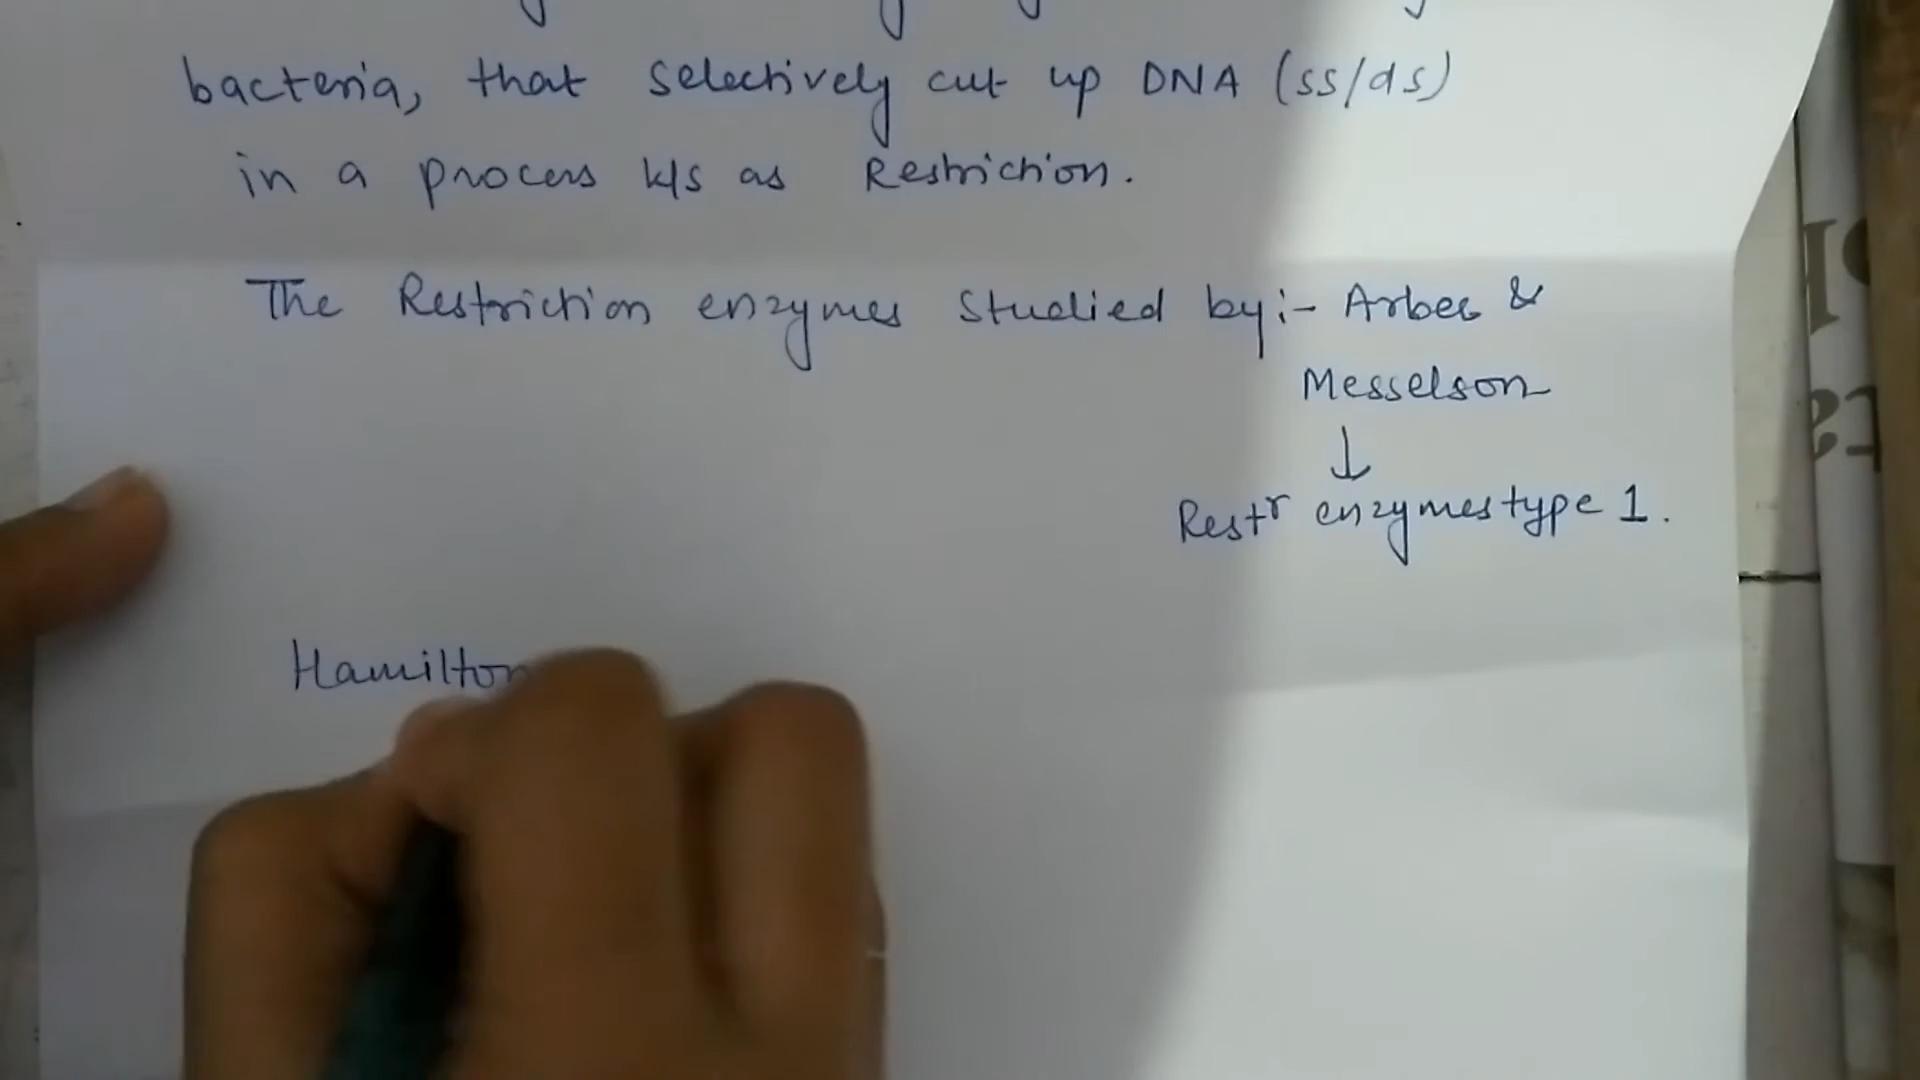 bacteria, that selectively cut up DNA (ss/ds)
in a process k/s as Restriction.
The Restriction enzymes studied by:- Arber &
Messelson
↓
Restr enzymes type 1.
Hamilton